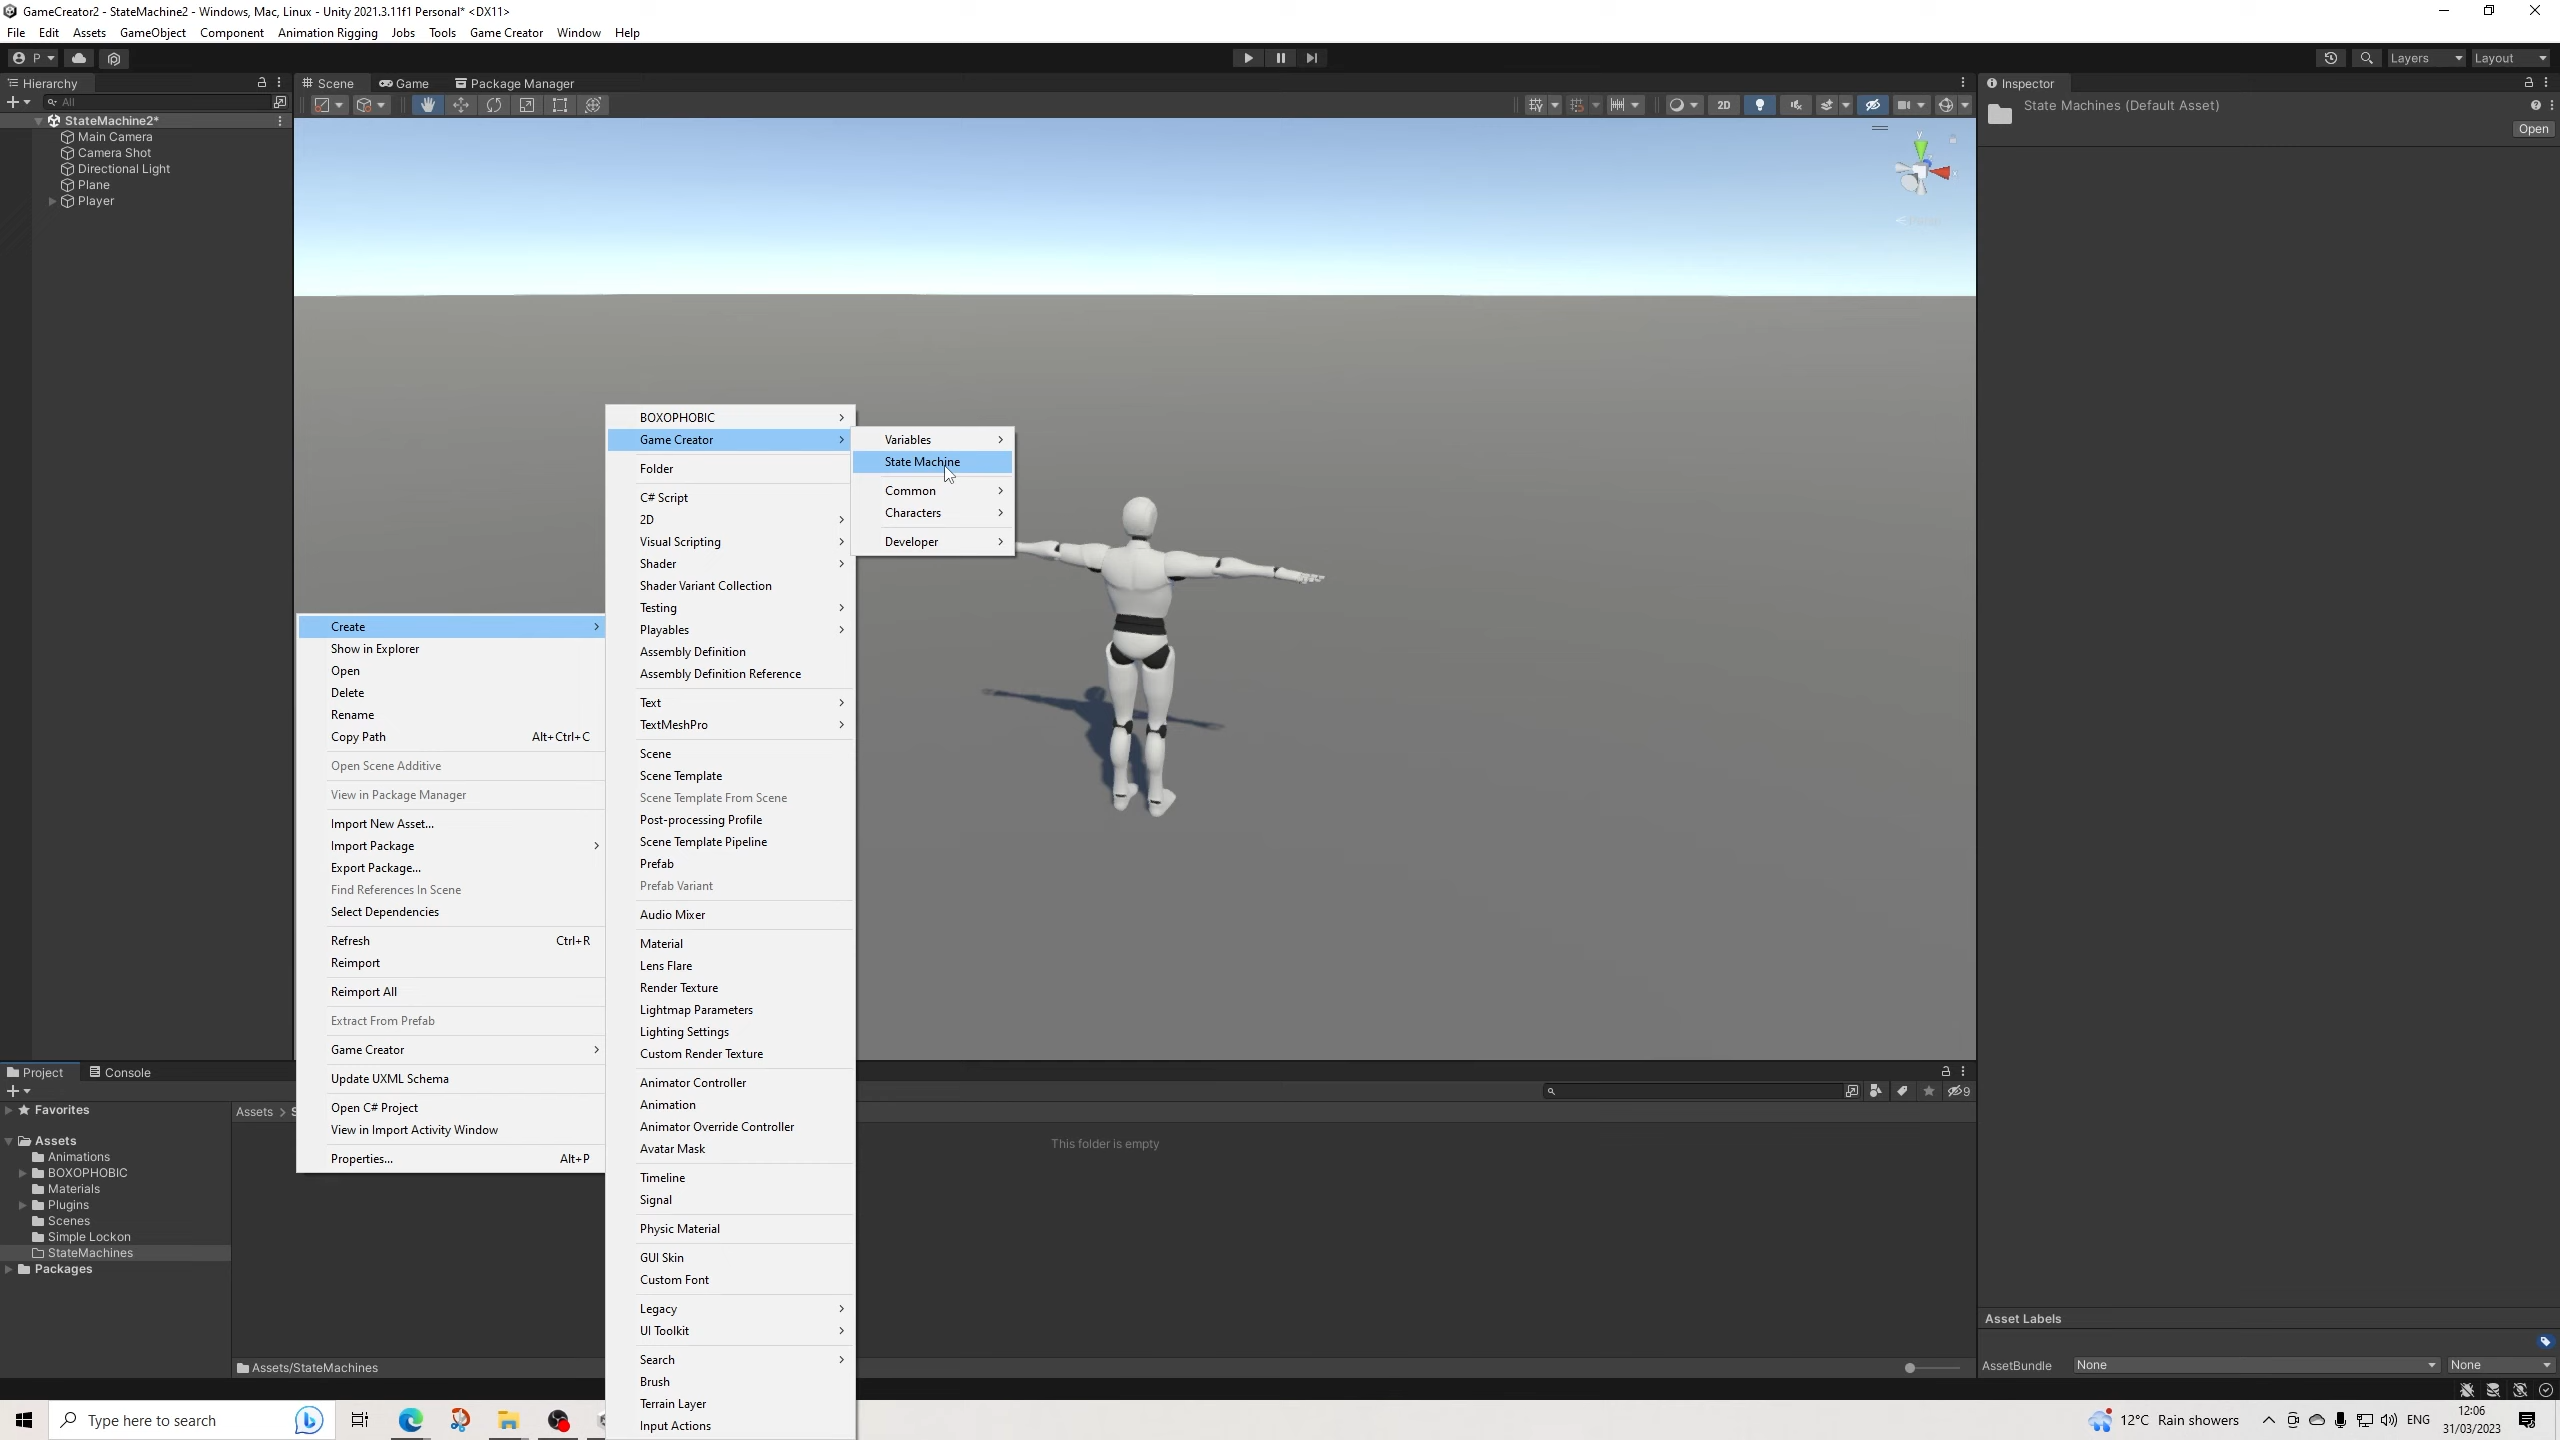 GameCreator2 - StateMachine2 - Windows, Mac, Linux - Unity 2021.3.11f1 Personal* <DX11>
File Edit Assets GameObject Component Animation Rigging Jobs Tools Game Creator Window Help
P
Layers Layout
Hierarchy
All
StateMachine2*
Main Camera
Camera Shot
Directional Light
Plane
Player
Scene Game Package Manager
2D
y
Inspector
State Machines (Default Asset)
Open
Create
Show in Explorer
Open
Delete
Rename
Copy Path Alt+Ctrl+C
Open Scene Additive
View in Package Manager
Import New Asset...
Import Package
Export Package...
Find References In Scene
Select Dependencies
Refresh Ctrl+R
Reimport
Reimport All
Extract From Prefab
Game Creator
Update UXML Schema
Open C# Project
View in Import Activity Window
Properties... Alt+P
BOXOPHOBIC
Game Creator
Folder
C# Script
2D
Visual Scripting
Shader
Shader Variant Collection
Testing
Playables
Assembly Definition
Assembly Definition Reference
Text
TextMeshPro
Scene
Scene Template
Scene Template From Scene
Post-processing Profile
Scene Template Pipeline
Prefab
Prefab Variant
Audio Mixer
Material
Lens Flare
Render Texture
Lightmap Parameters
Lighting Settings
Custom Render Texture
Animator Controller
Animation
Animator Override Controller
Avatar Mask
Timeline
Signal
Physic Material
GUI Skin
Custom Font
Legacy
UI Toolkit
Search
Brush
Terrain Layer
Input Actions
Variables
State Machine
Common
Characters
Developer
Project Console
Favorites
Assets
Animations
BOXOPHOBIC
Materials
Plugins
Scenes
Simple Lockon
StateMachines
Packages
Assets > S
9
This folder is empty
Assets/StateMachines
Asset Labels
AssetBundle None None
Type here to search
12°C Rain showers
ENG
12:06
31/03/2023